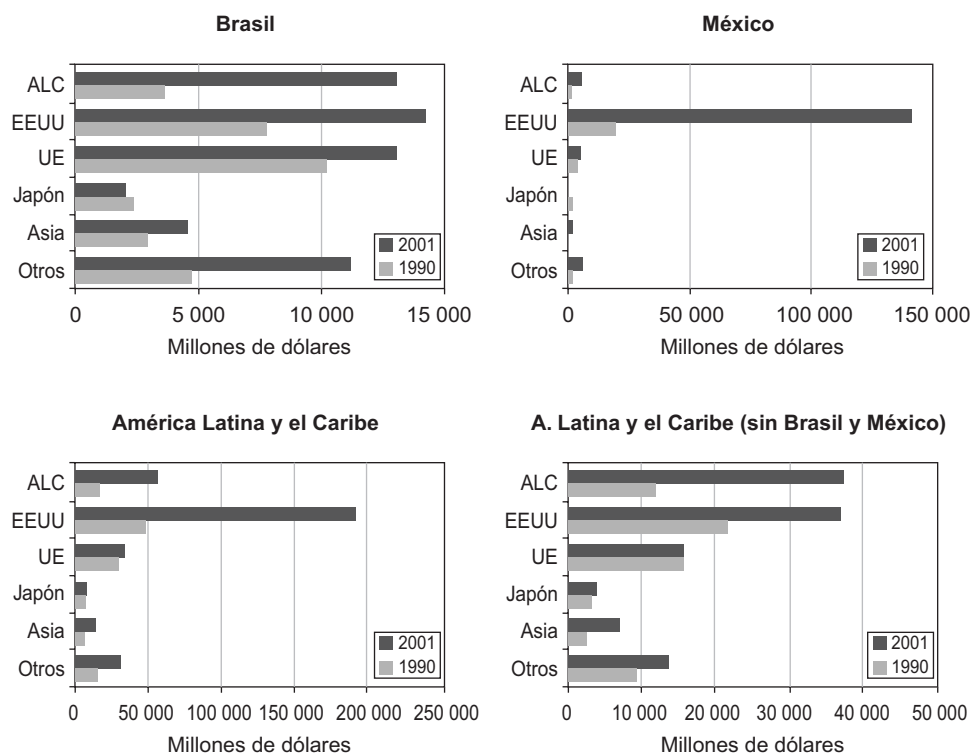 Brasil
ALC
EEUU
UE
Japón
Asia
Otros
2001
1990
0 5 000 10 000 15 000
Millones de dólares
México
ALC
EEUU
UE
Japón
Asia
Otros
2001
1990
0 50 000 100 000 150 000
Millones de dólares
América Latina y el Caribe
ALC
EEUU
UE
Japón
Asia
Otros
2001
1990
0 50 000 100 000 150 000 200 000 250 000
Millones de dólares
A. Latina y el Caribe (sin Brasil y México)
ALC
EEUU
UE
Japón
Asia
Otros
2001
1990
0 10 000 20 000 30 000 40 000 50 000
Millones de dólares